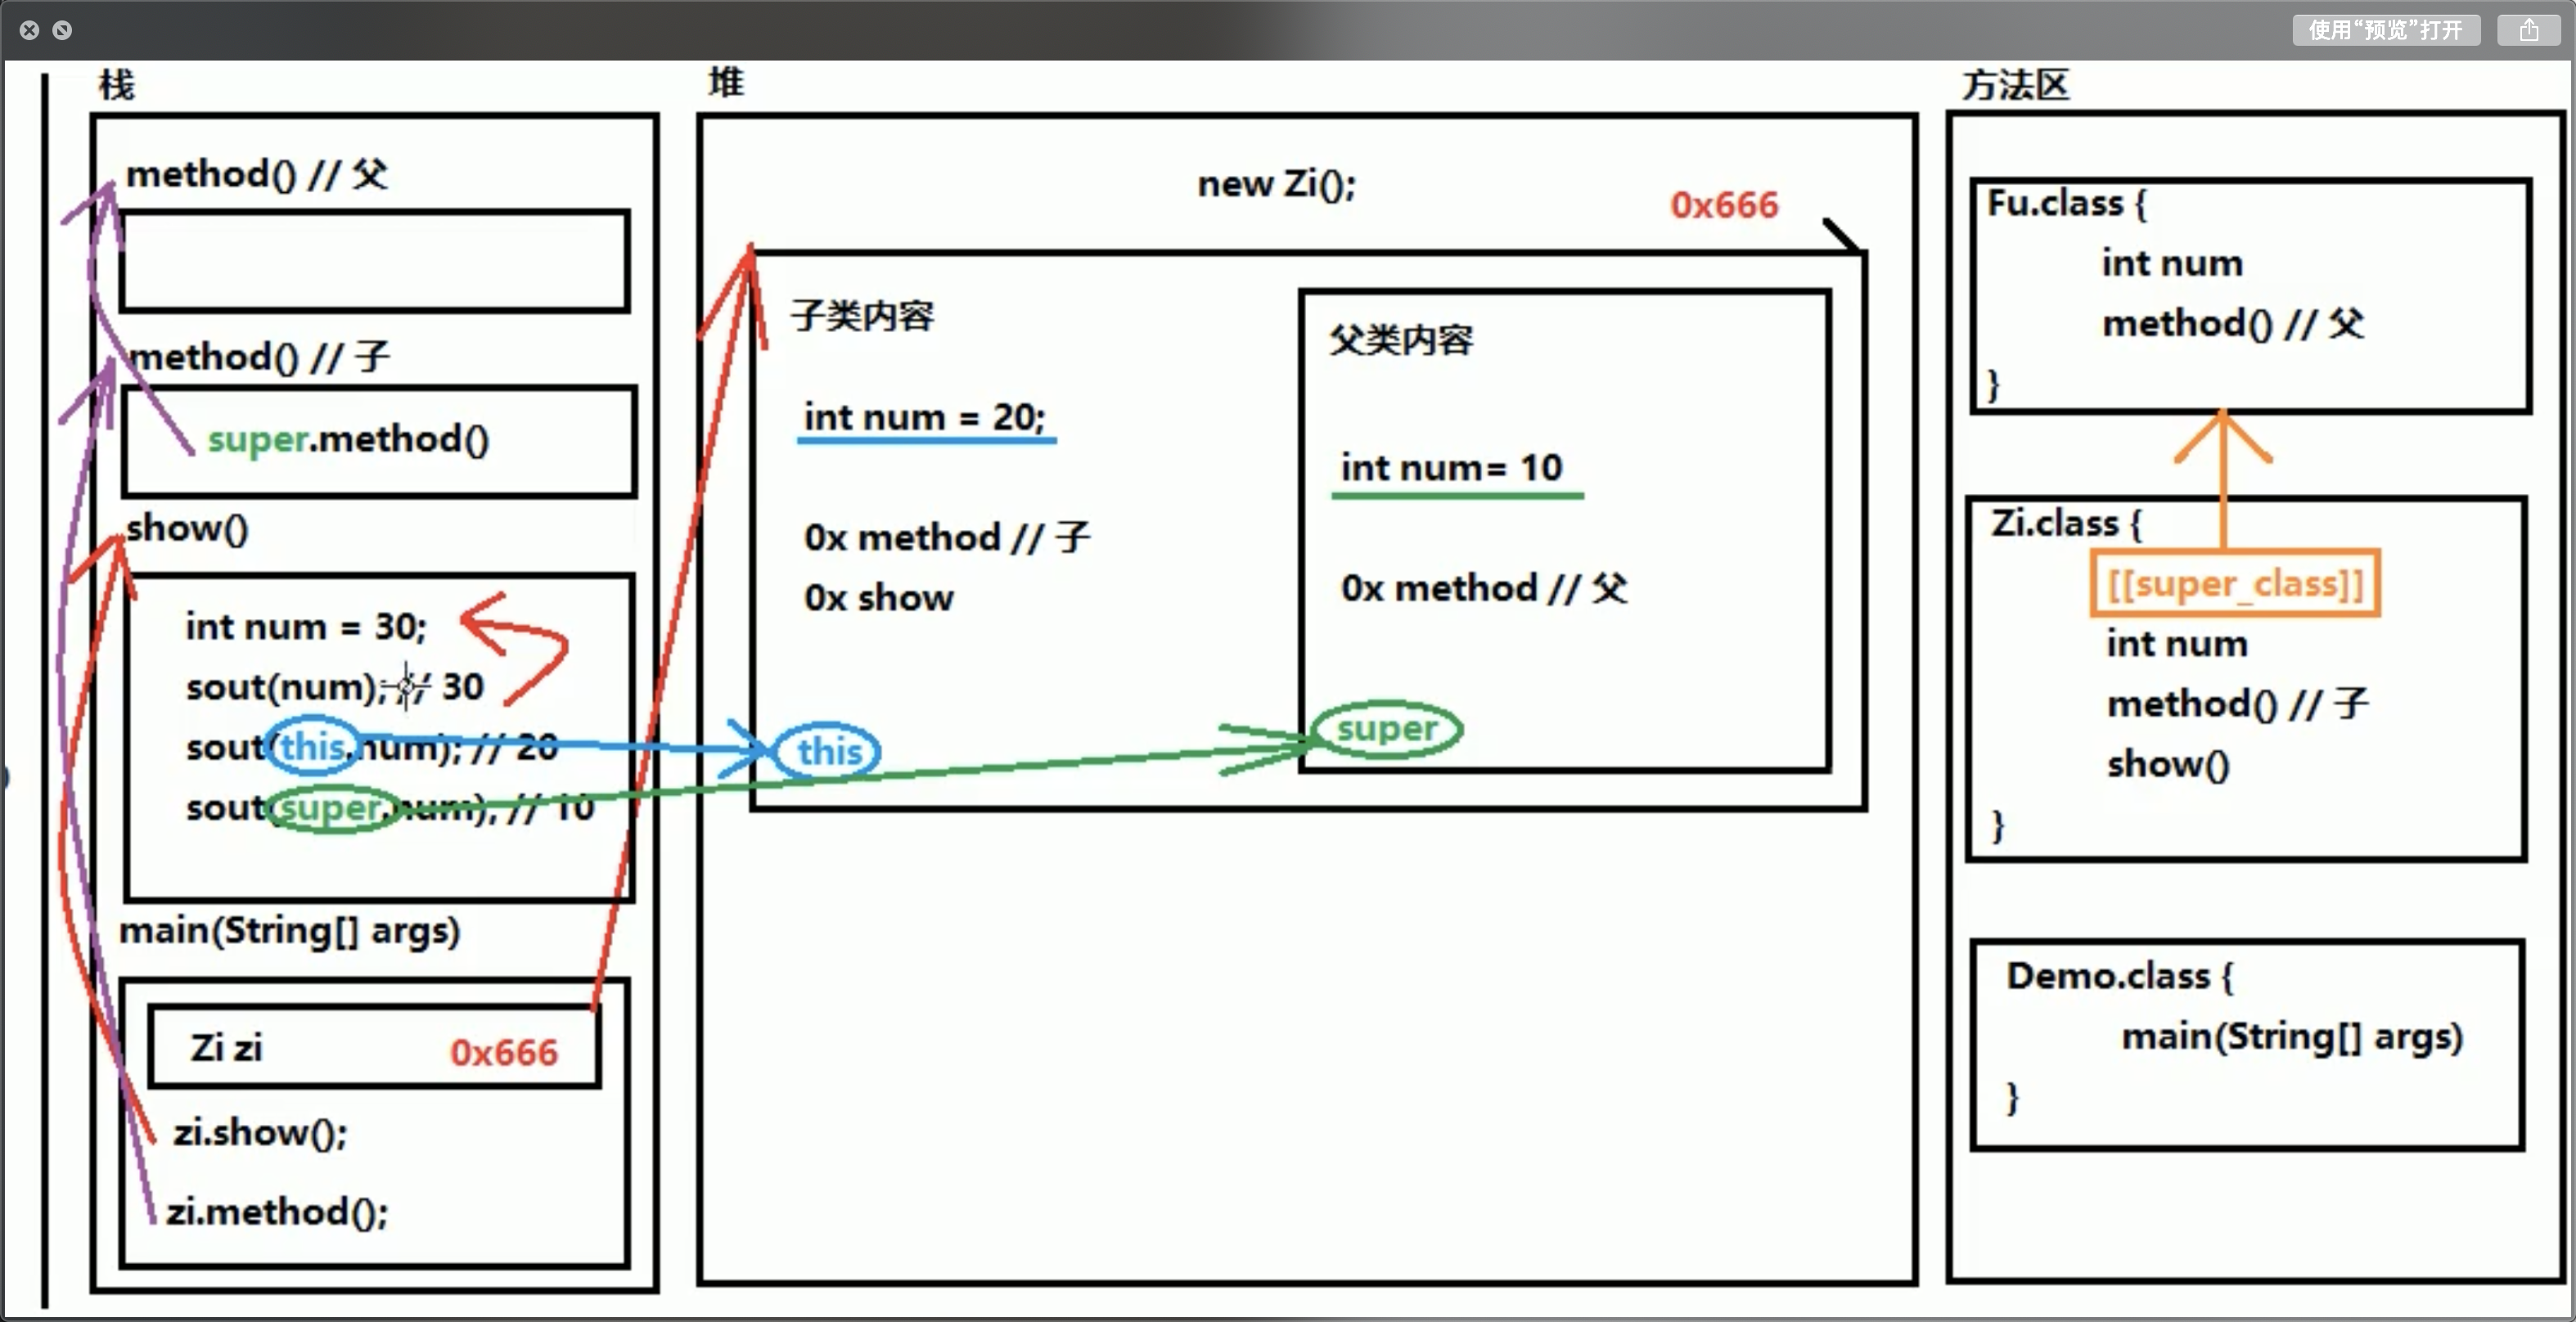 使用“预览”打开
栈
method() // 父
method() // 子
super.method()
show()
int num = 30;
sout(num); // 30
sout(this.num); // 20
sout(super.num); // 10
main(String[] args)
Zi zi 0x666
zi.show();
zi.method();
堆
new Zi();
0x666
子类内容
int num = 20;
0x method // 子
0x show
this
父类内容
int num= 10
0x method // 父
super
方法区
Fu.class {
int num
method() // 父
}
Zi.class {
[[super_class]]
int num
method() // 子
show()
}
Demo.class {
main(String[] args)
}